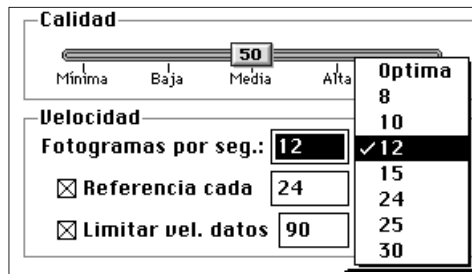 Calidad
50
Mínima Baja Media Alta
Velocidad
Fotogramas por seg.: 12
Referencia cada 24
Limitar vel. datos 90
Optima
8
10
12
15
24
25
30